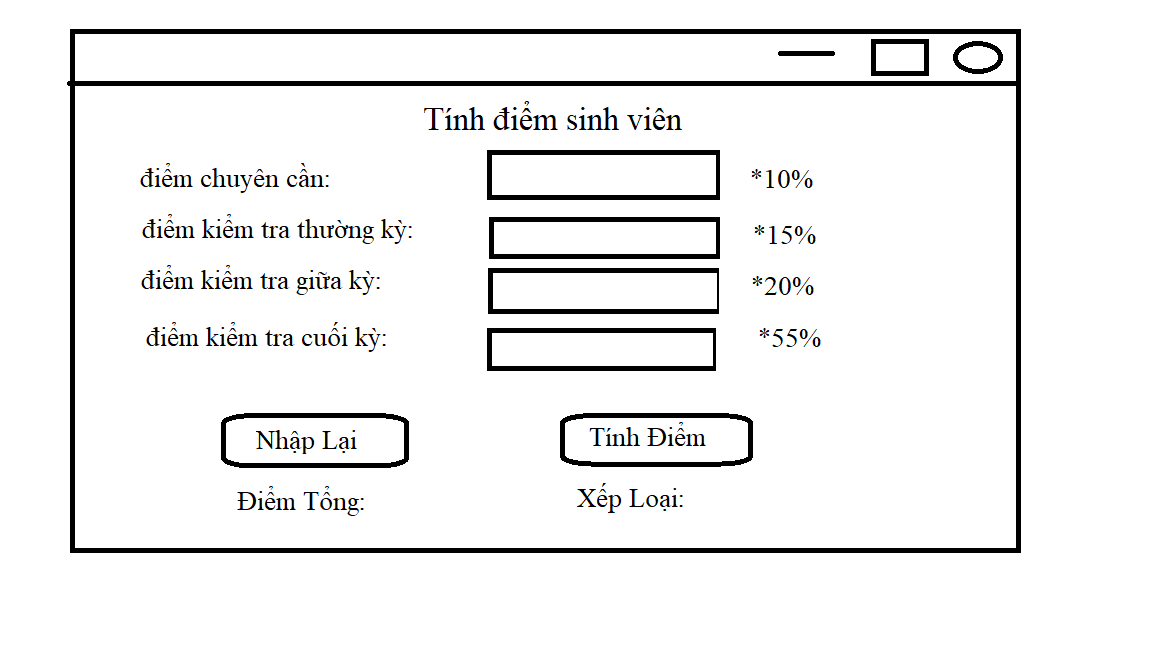 Tính điểm sinh viên
điểm chuyên cần: *10%
điểm kiểm tra thường kỳ: *15%
điểm kiểm tra giữa kỳ: *20%
điểm kiểm tra cuối kỳ: *55%
Nhập Lại Tính Điểm
Điểm Tổng: Xếp Loại: